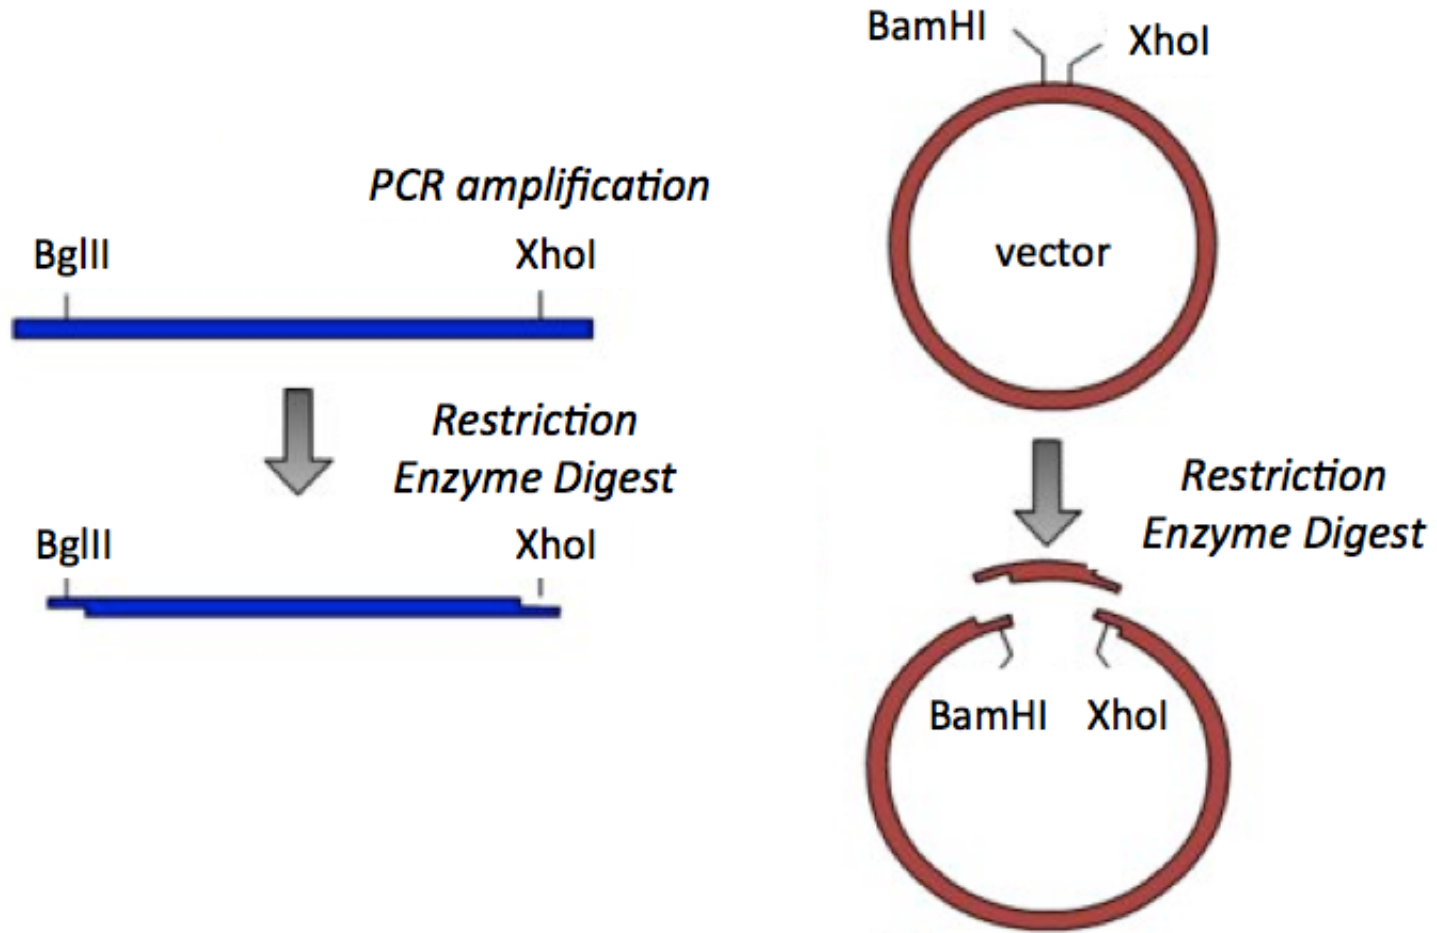 PCR amplification
BglII
XhoI
Restriction
Enzyme Digest
BglII
XhoI
BamHI
XhoI
vector
Restriction
Enzyme Digest
BamHI
XhoI